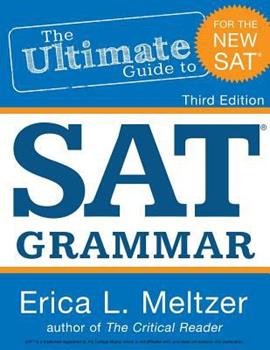 The
Ultimate
Guide to
FOR THE
NEW
SAT®
Third Edition
SAT®
GRAMMAR
Erica L. Meltzer
author of The Critical Reader